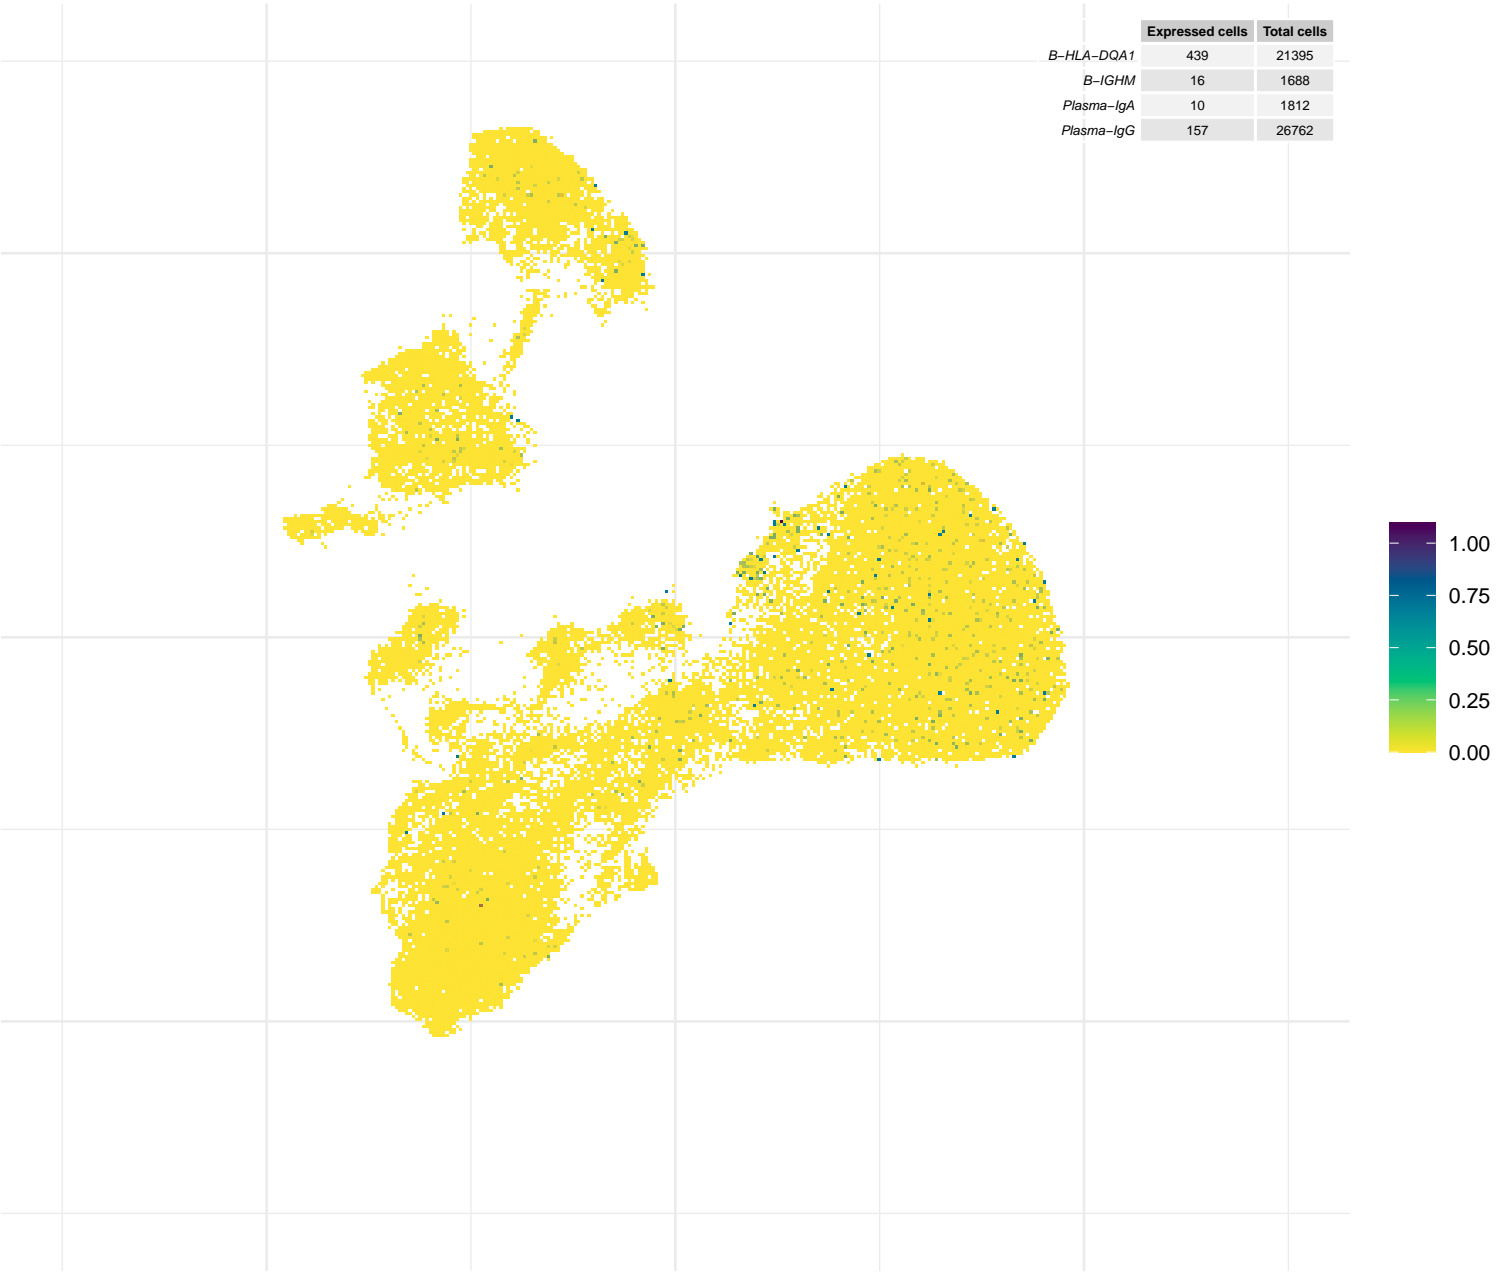 Expressed cells Total cells
B−HLA−DQA1 439 21395
B−IGHM 16 1688
Plasma−IgA 10 1812
Plasma−IgG 157 26762
1.00
0.75
0.50
0.25
0.00